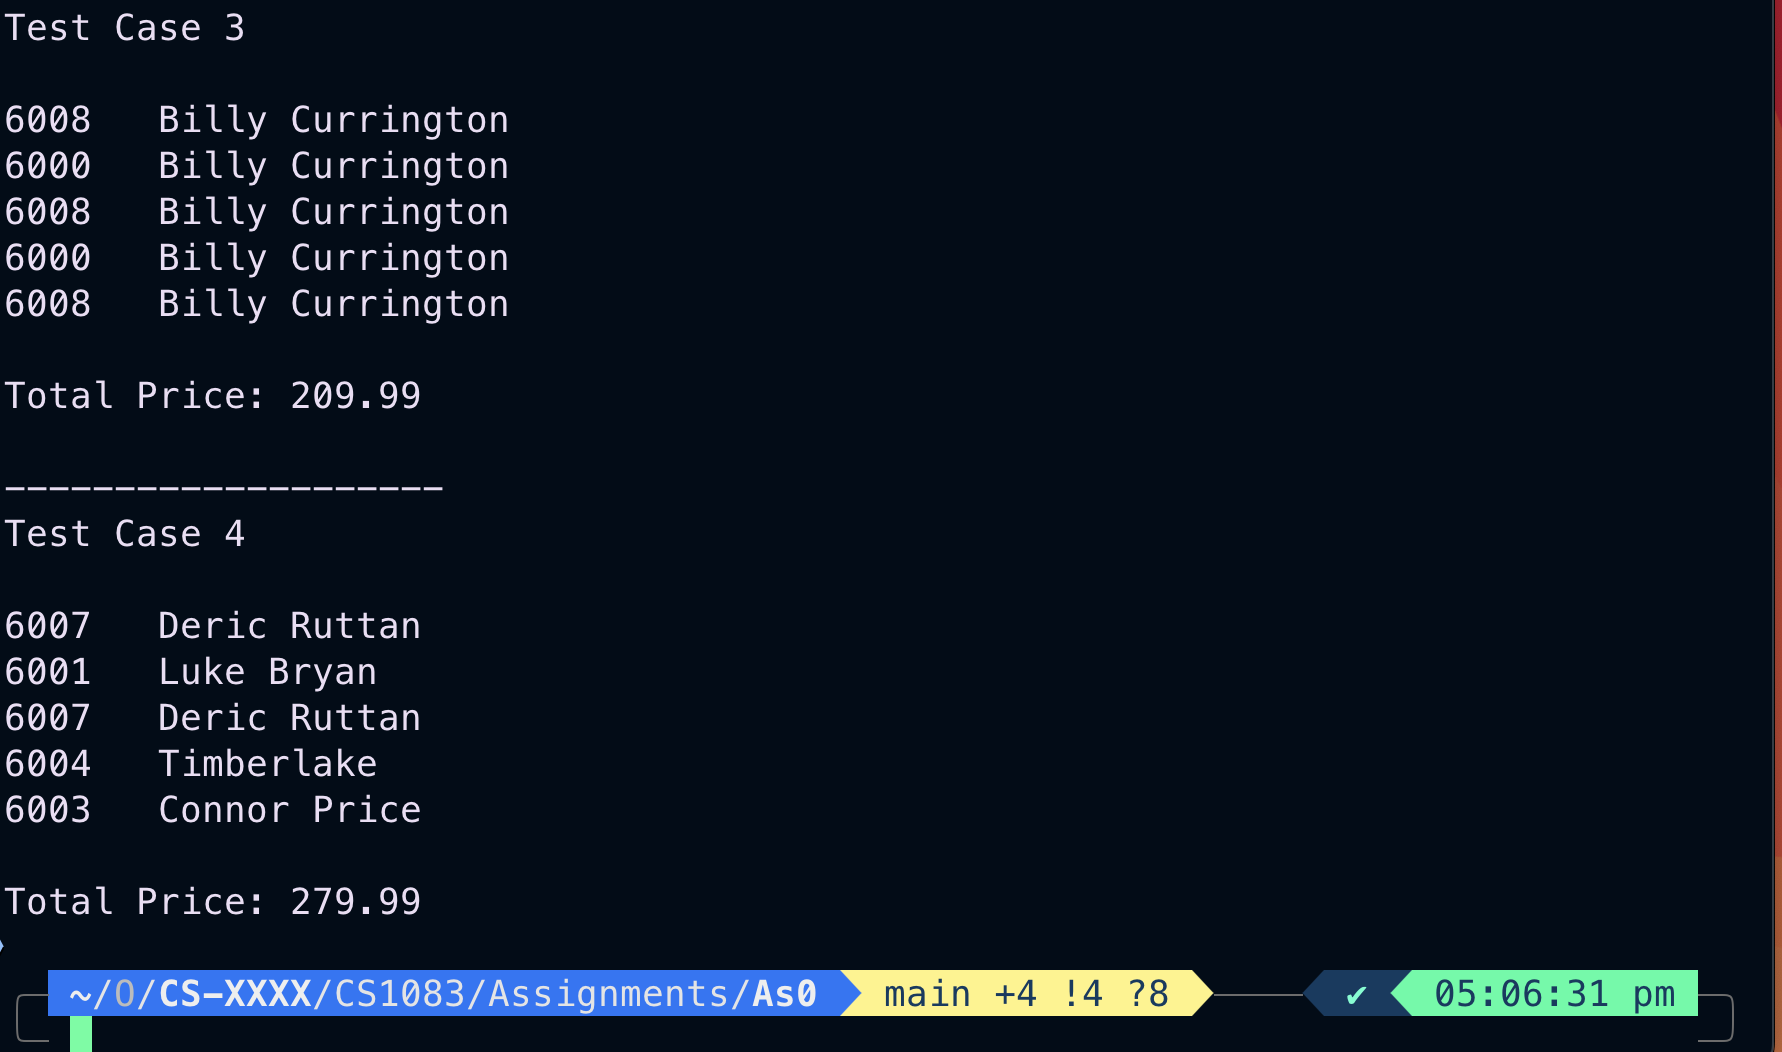 Test Case 3
6008   Billy Currington
6000   Billy Currington
6008   Billy Currington
6000   Billy Currington
6008   Billy Currington
Total Price: 209.99
--------------------
Test Case 4
6007   Deric Ruttan
6001   Luke Bryan
6007   Deric Ruttan
6004   Timberlake
6003   Connor Price
Total Price: 279.99
~/O/CS-XXXX/CS1083/Assignments/As0 main +4 !4 ?8 ✔ 05:06:31 pm